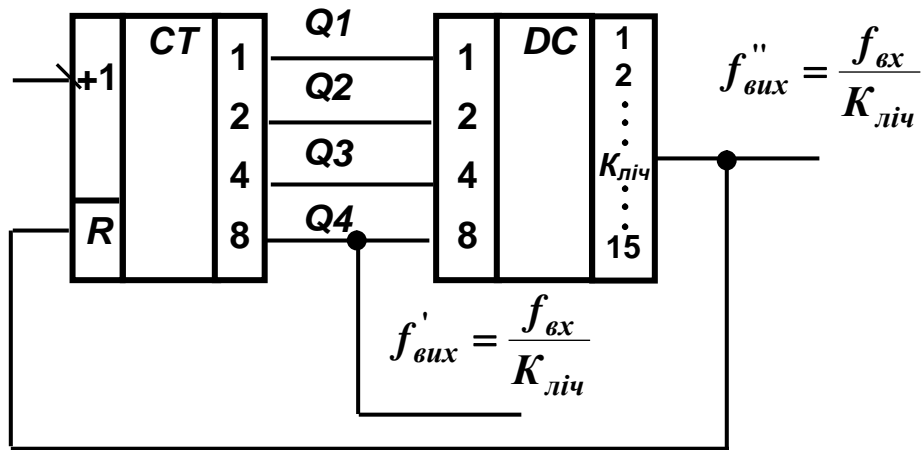 +1
R
CT
1
2
4
8
Q1
Q2
Q3
Q4
1
2
4
8
DC
1
2
Kліч
15
f''вих = fвх / Kліч
f'вих = fвх / Kліч